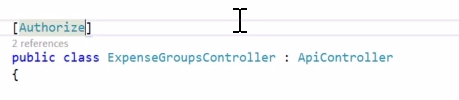 [Authorize]
2 references
public class ExpenseGroupsController : ApiController
{